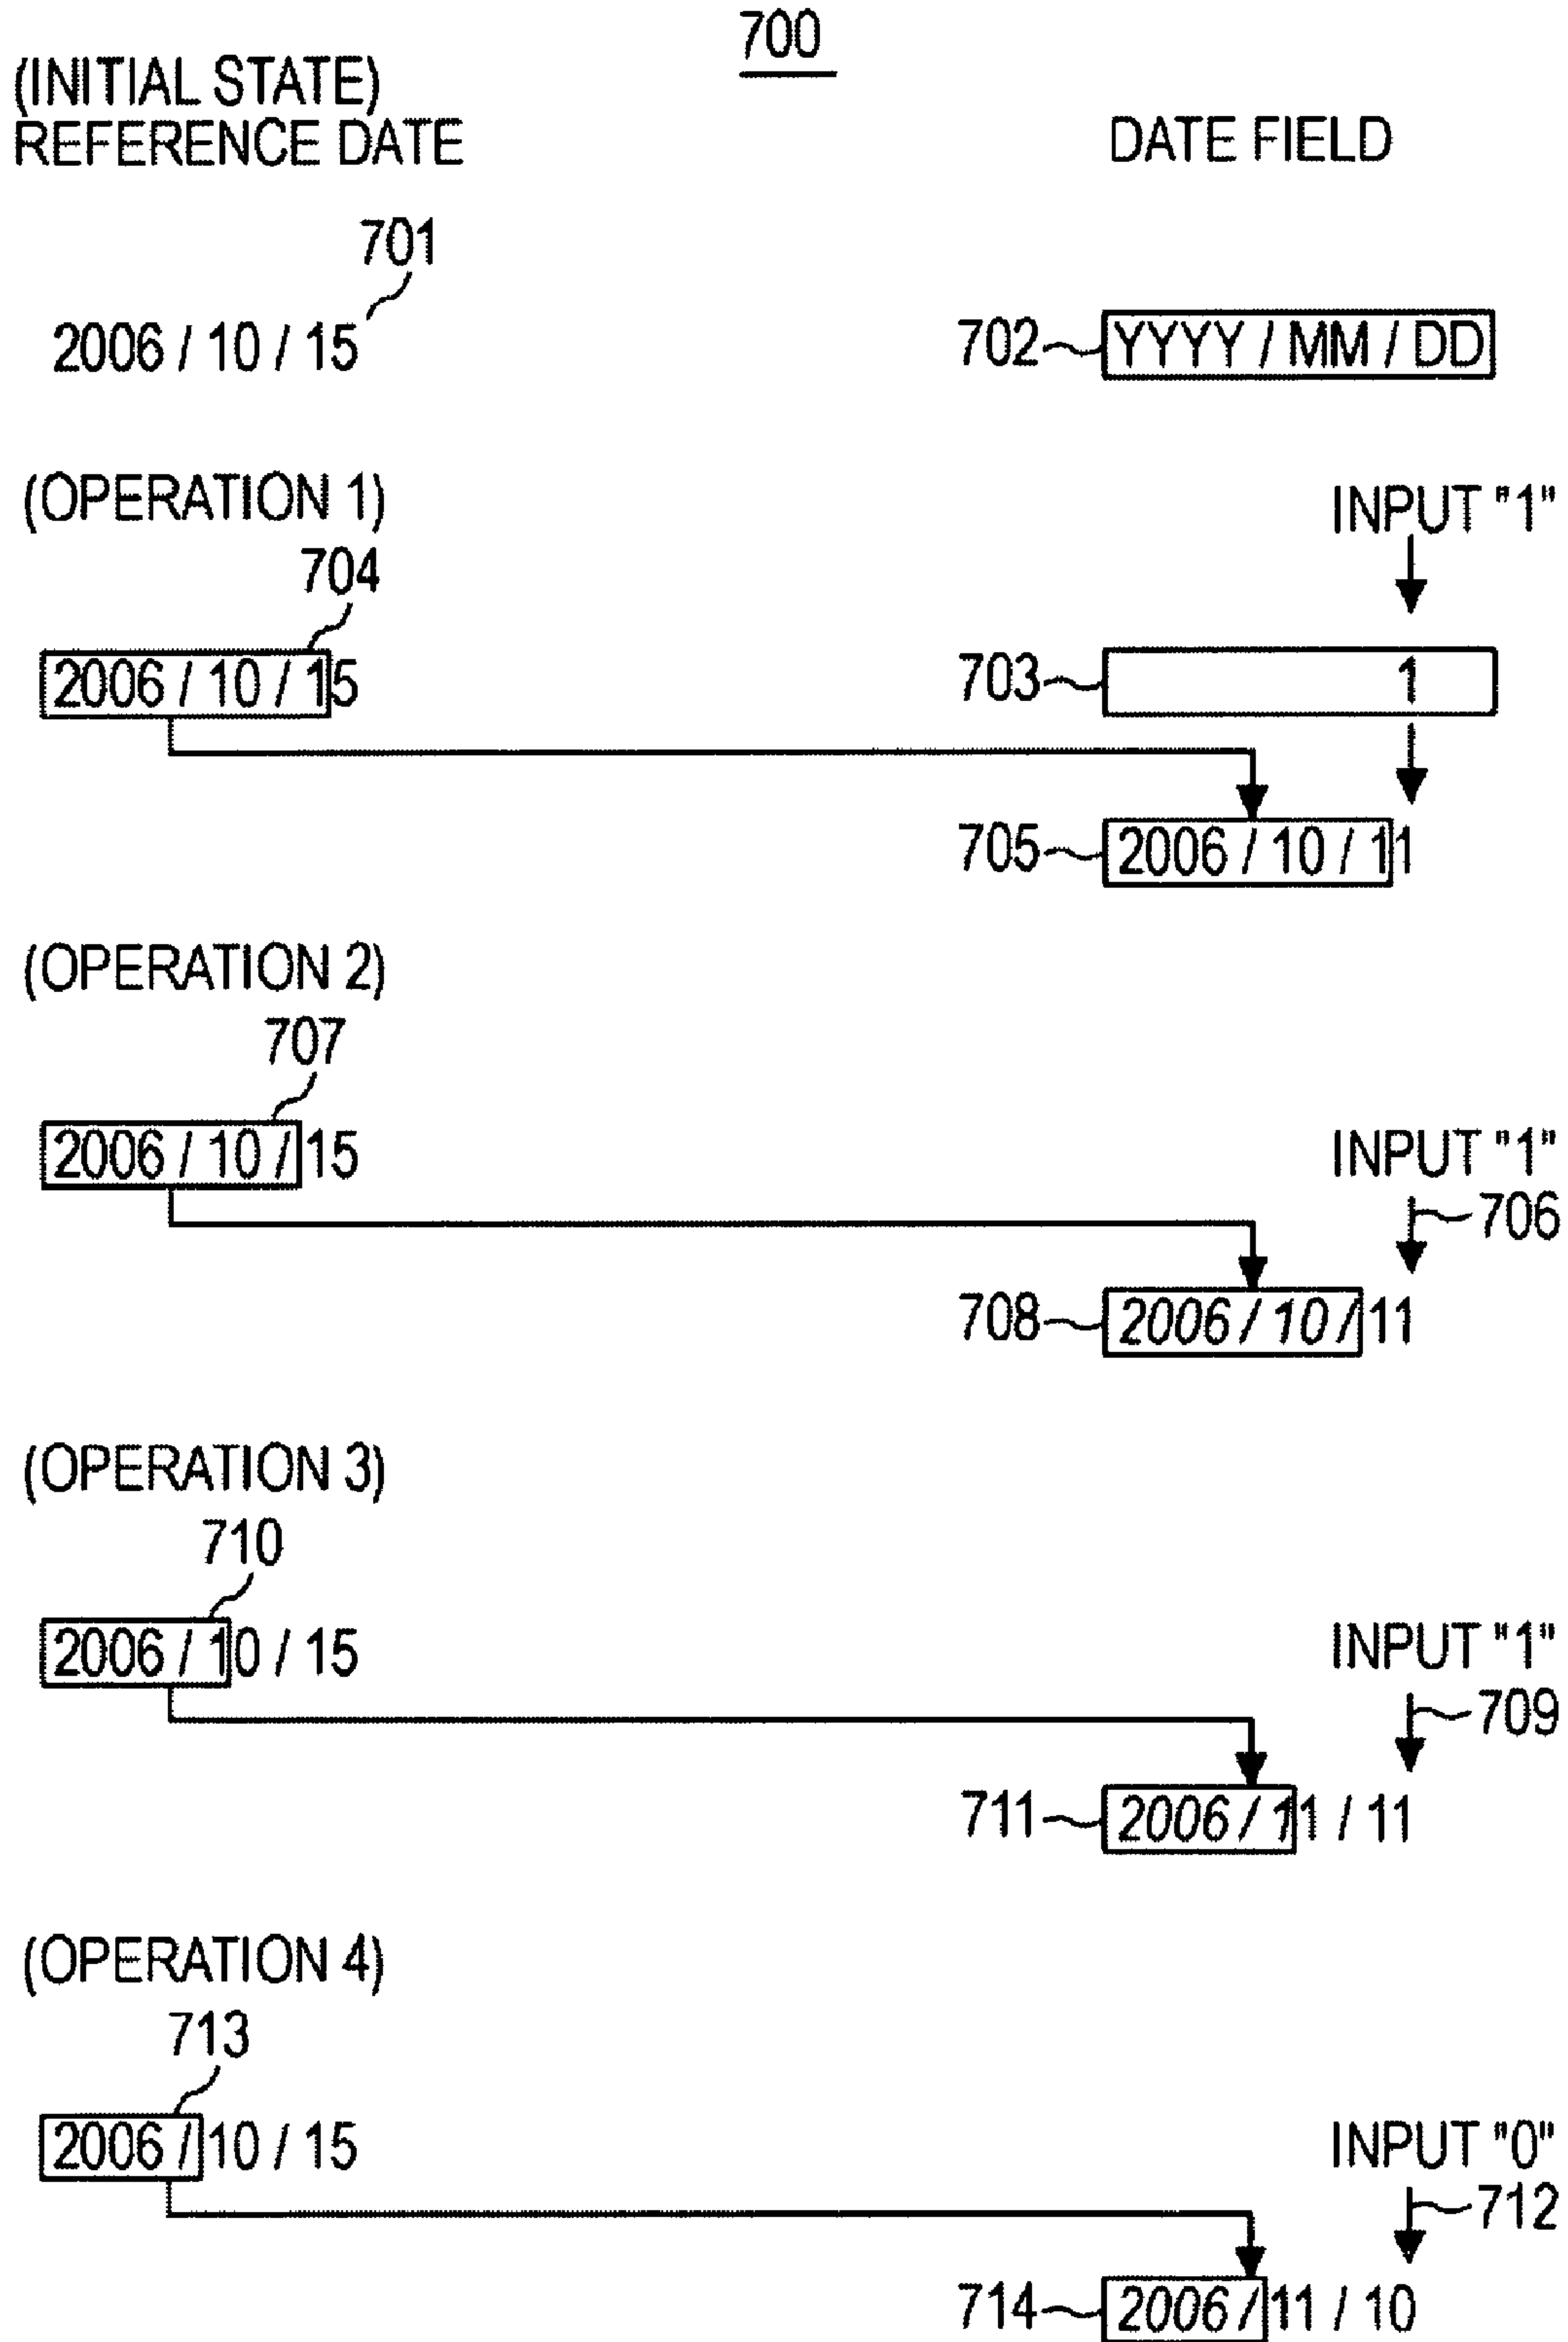 700
(INITIAL STATE)
REFERENCE DATE
DATE FIELD
701
2006 / 10 / 15
702
YYYY / MM / DD
(OPERATION 1)
INPUT "1"
704
2006 / 10 / 15
703
1
705
2006 / 10 / 11
(OPERATION 2)
707
2006 / 10 / 15
INPUT "1"
706
708
2006 / 10 / 11
(OPERATION 3)
710
2006 / 10 / 15
INPUT "1"
709
711
2006 / 11 / 11
(OPERATION 4)
713
2006 / 10 / 15
INPUT "0"
712
714
2006 / 11 / 10